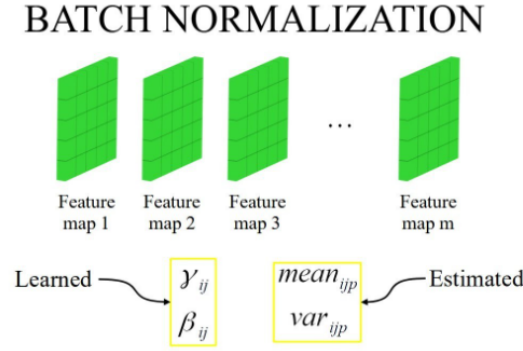 BATCH NORMALIZATION
...
Feature map 1
Feature map 2
Feature map 3
Feature map m
Learned
γ_ij
β_ij
mean_ijp
var_ijp
Estimated